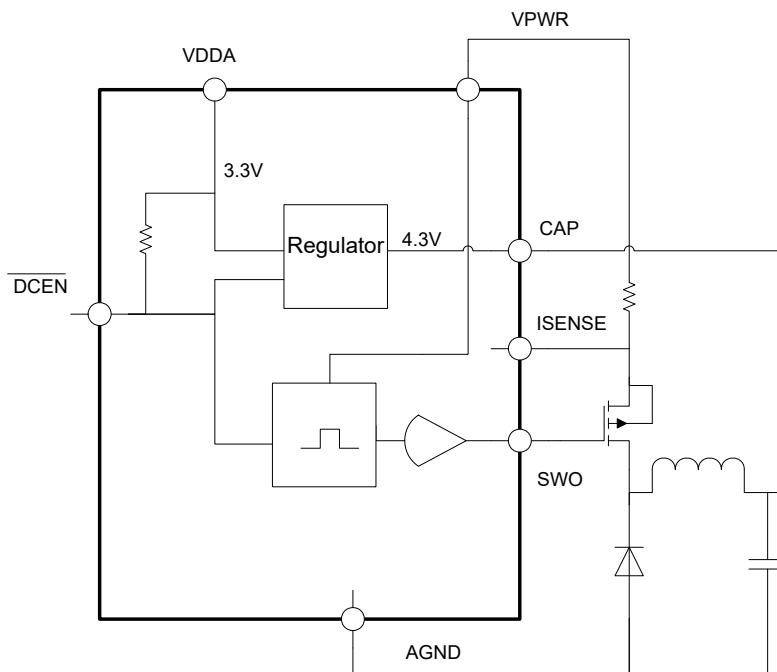 VPWR
VDDA
3.3V
Regulator
4.3V
CAP
DCEN
ISENSE
SWO
AGND